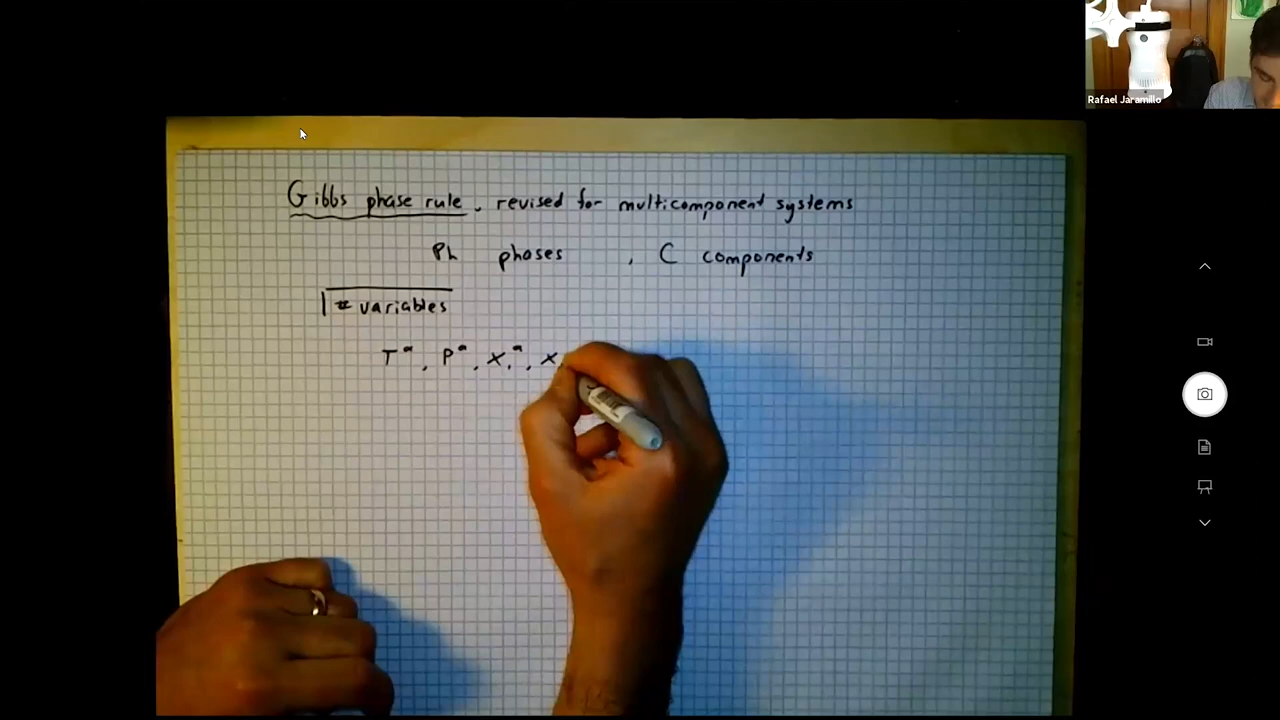 Rafael Jaramillo
Gibbs phase rule, revised for multicomponent systems
Ph phases , C components
# variables
T^α, P^α, X₁^α, X